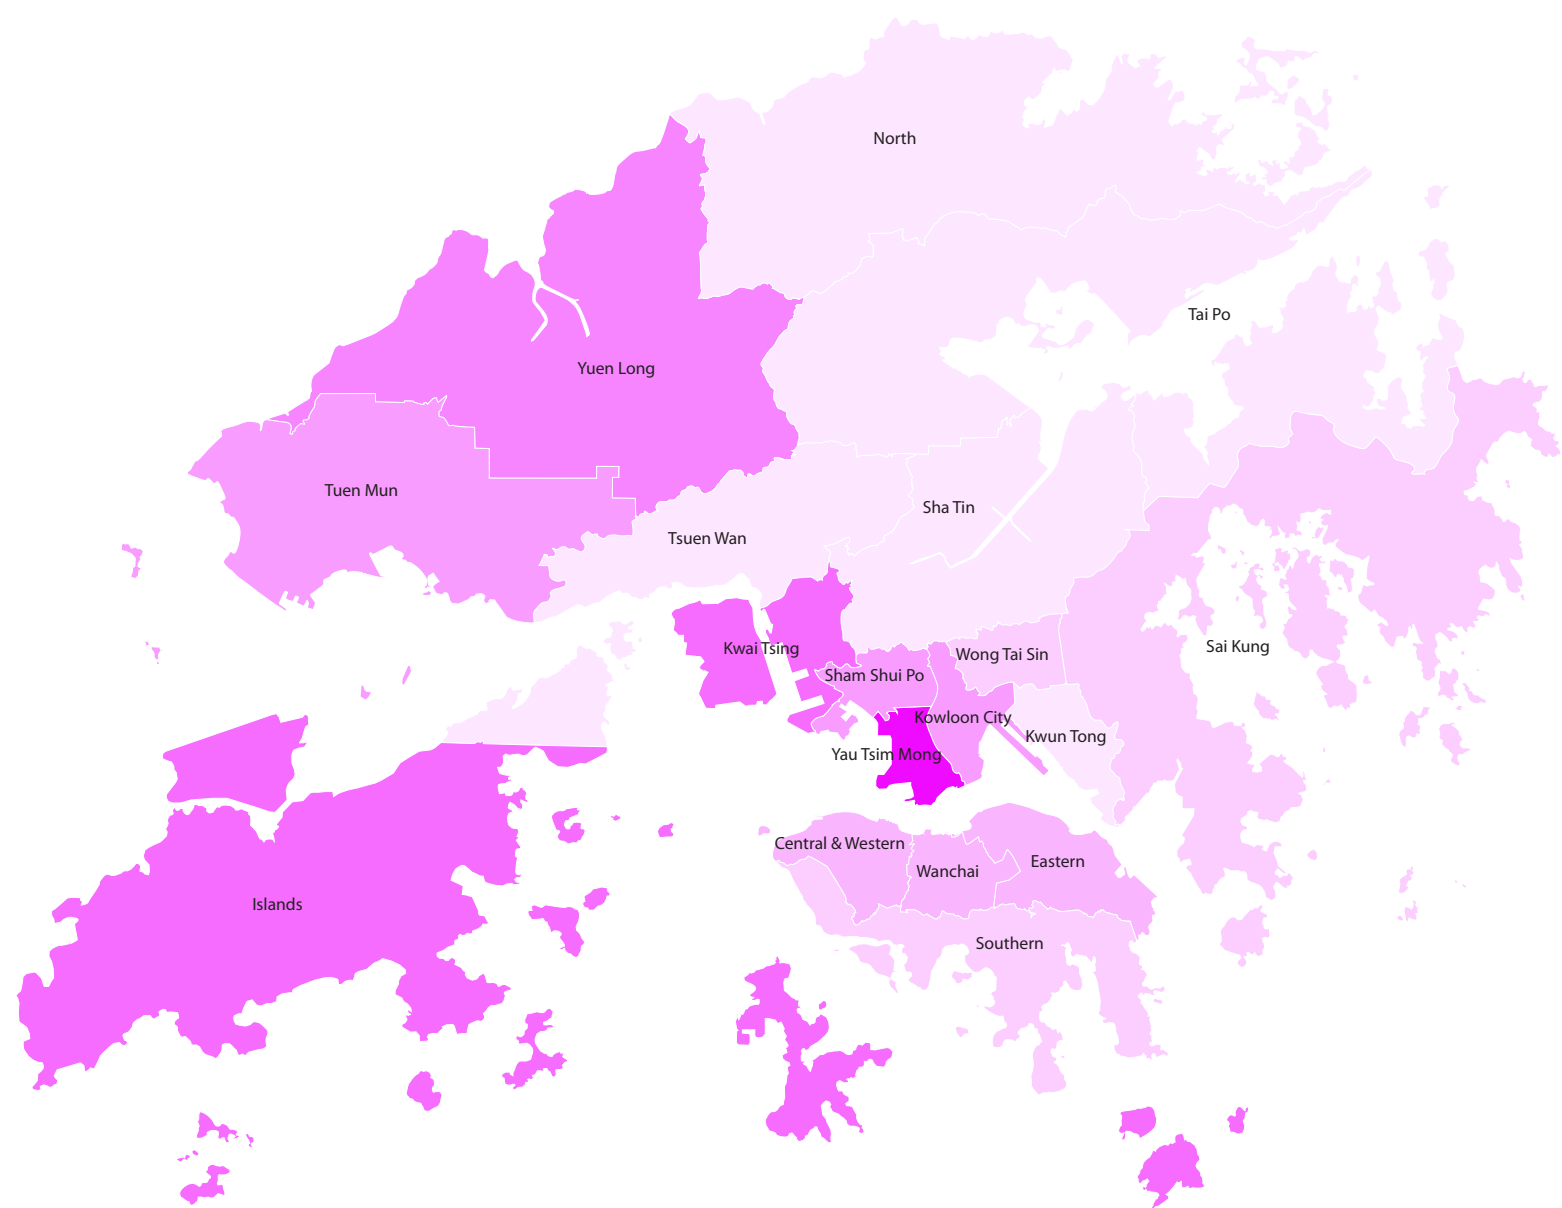 North
Tai Po
Yuen Long
Tuen Mun
Sha Tin
Tsuen Wan
Sai Kung
Kwai Tsing
Wong Tai Sin
Sham Shui Po
Kowloon City
Kwun Tong
Yau Tsim Mong
Central & Western
Eastern
Wanchai
Islands
Southern